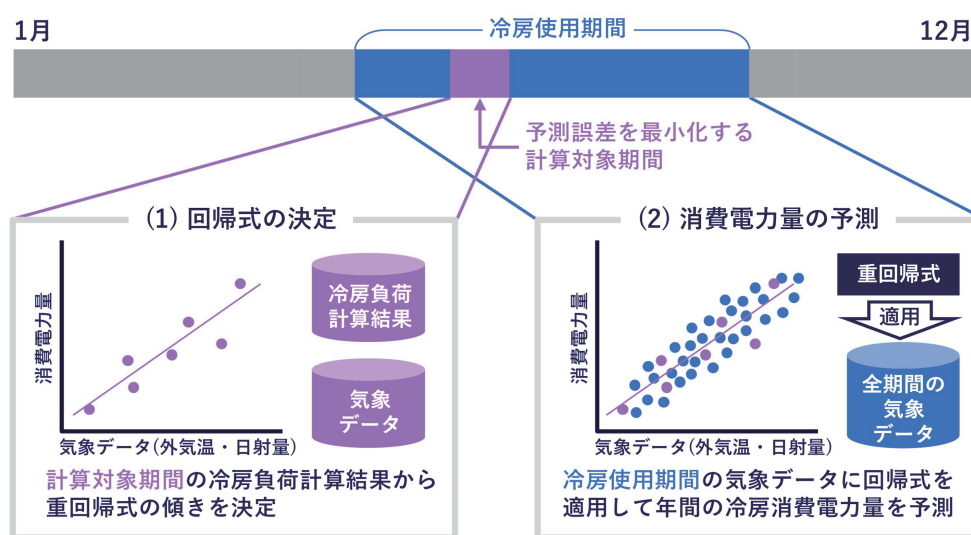 1月
冷房使用期間
12月
予測誤差を最小化する
計算対象期間
(1) 回帰式の決定
消費電力量
冷房負荷
計算結果
気象
データ
気象データ(外気温・日射量)
計算対象期間の冷房負荷計算結果から
重回帰式の傾きを決定
(2) 消費電力量の予測
消費電力量
重回帰式
適用
全期間の
気象
データ
気象データ(外気温・日射量)
冷房使用期間の気象データに回帰式を
適用して年間の冷房消費電力量を予測